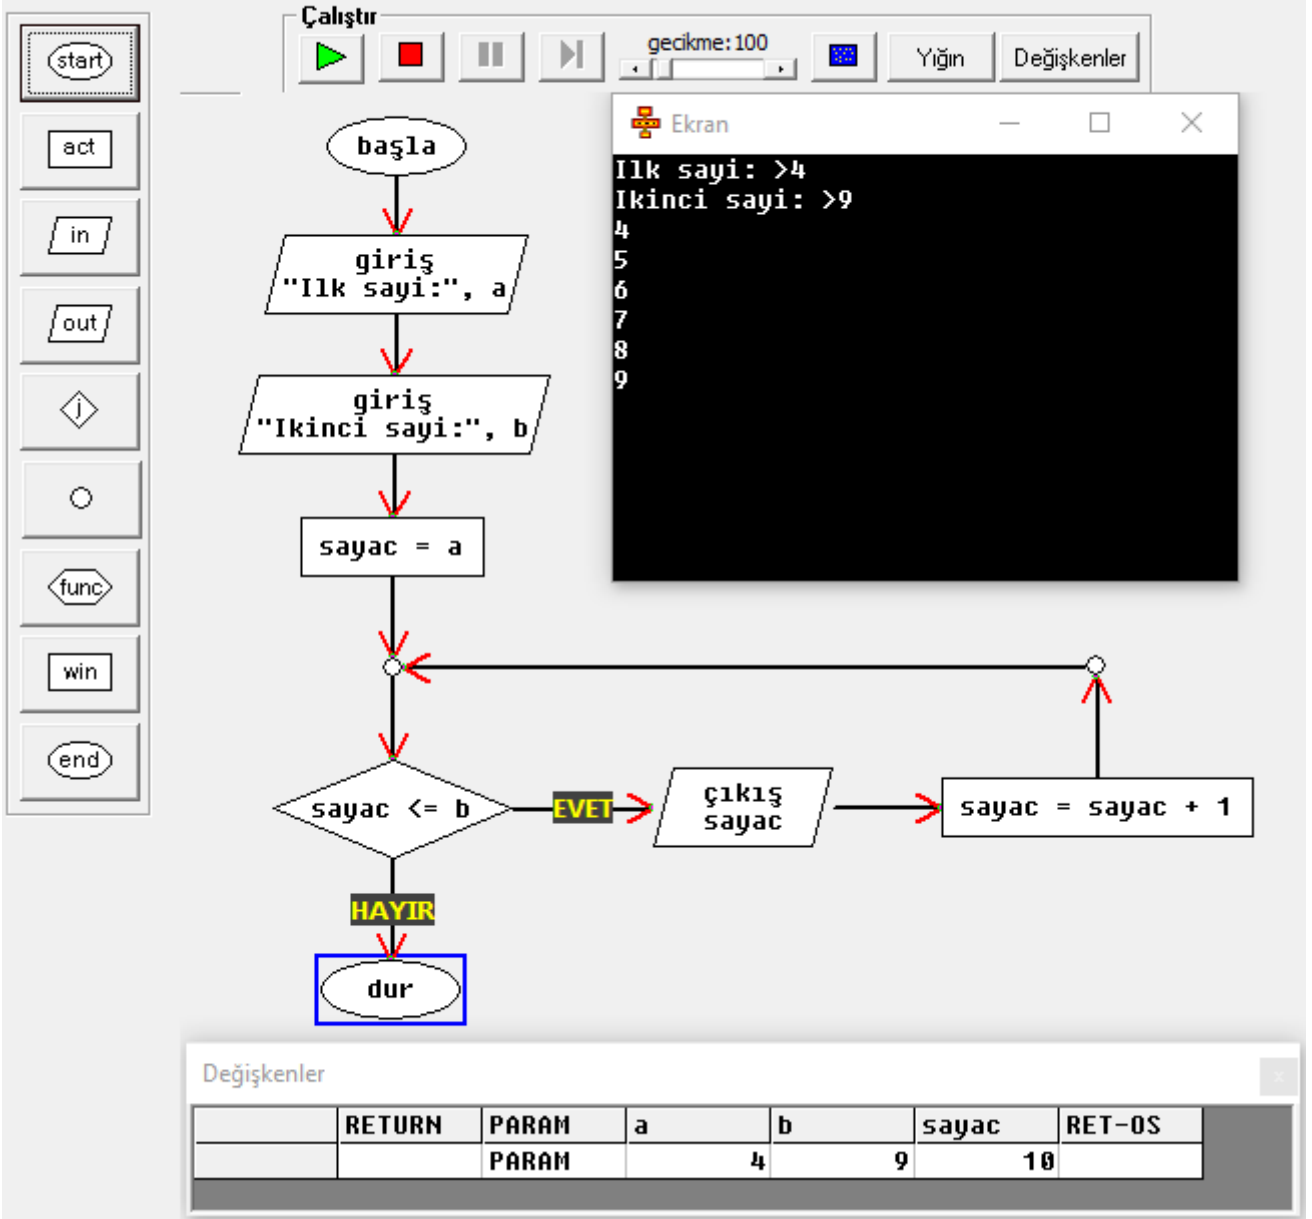 Çalıştır
gecikme:100
Yığın
Değişkenler
start
act
in
out
j
func
win
end
başla
giriş
"Ilk sayi:", a
giriş
"Ikinci sayi:", b
sayac = a
sayac <= b
EVET
çıkış
sayac
sayac = sayac + 1
HAYIR
dur
Ekran
Ilk sayi: >4
Ikinci sayi: >9
4
5
6
7
8
9
Değişkenler
RETURN PARAM a b sayac RET-OS
PARAM 4 9 10